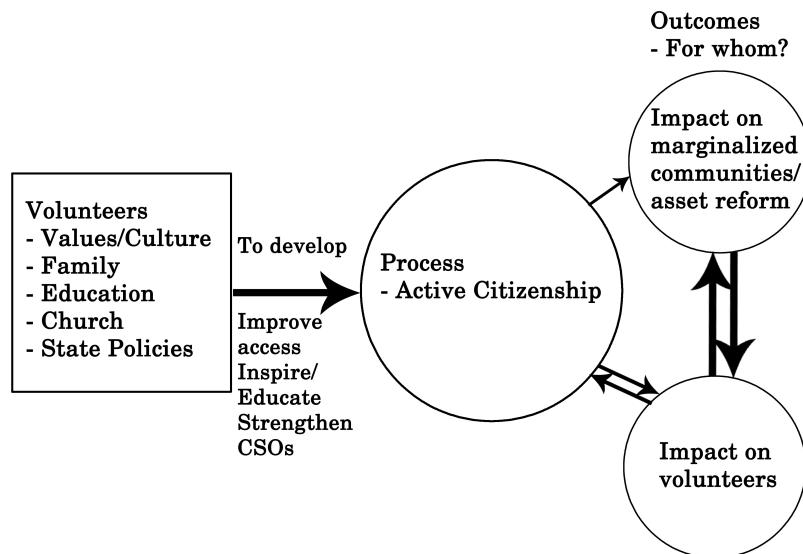 Outcomes
- For whom?
Impact on
marginalized
communities/
asset reform
Volunteers
- Values/Culture
- Family
- Education
- Church
- State Policies
To develop
Improve
access
Inspire/
Educate
Strengthen
CSOs
Process
- Active Citizenship
Impact on
volunteers